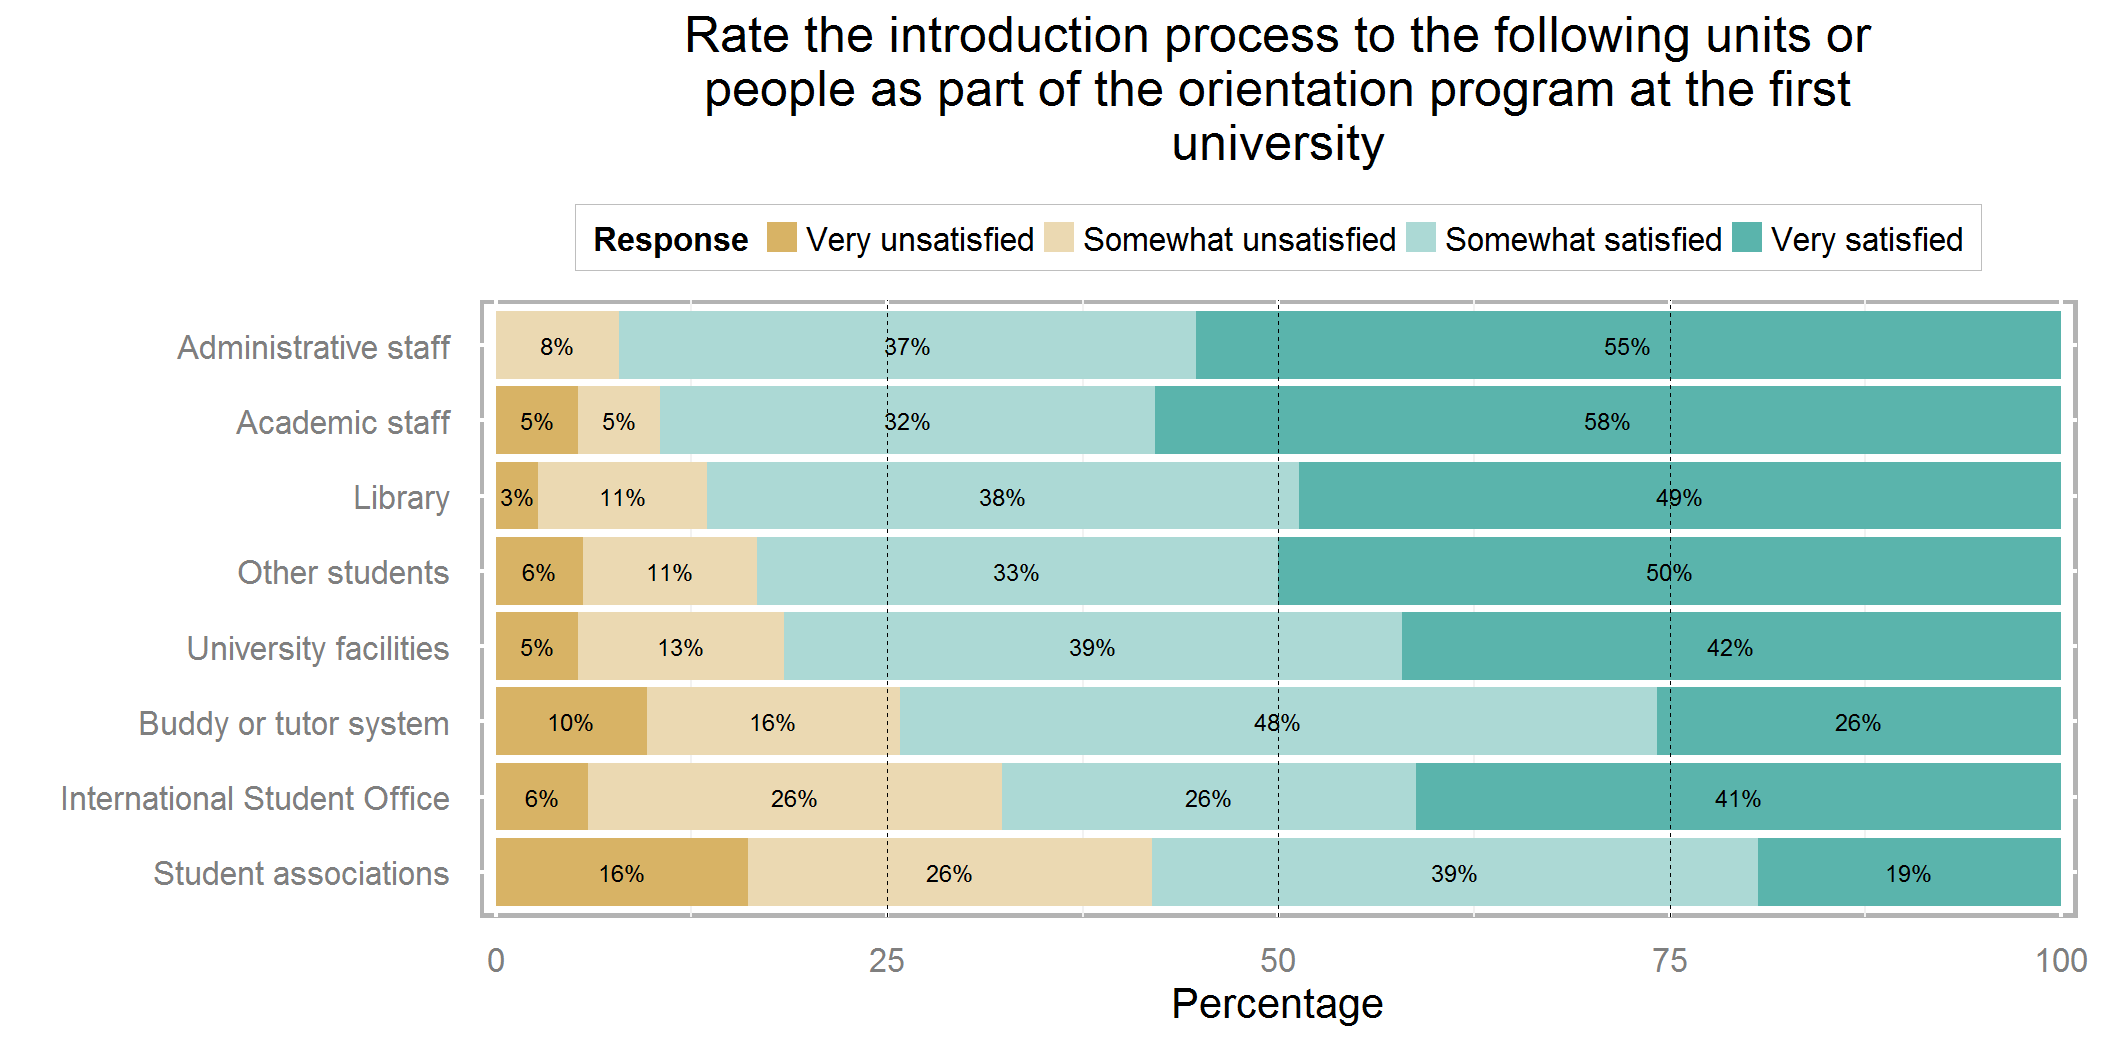 Rate the introduction process to the following units or
people as part of the orientation program at the first
university
Response Very unsatisfied Somewhat unsatisfied Somewhat satisfied Very satisfied
Administrative staff 8% 37% 55%
Academic staff 5% 5% 32% 58%
Library 3% 11% 38% 49%
Other students 6% 11% 33% 50%
University facilities 5% 13% 39% 42%
Buddy or tutor system 10% 16% 48% 26%
International Student Office 6% 26% 26% 41%
Student associations 16% 26% 39% 19%
0 25 50 75 100
Percentage